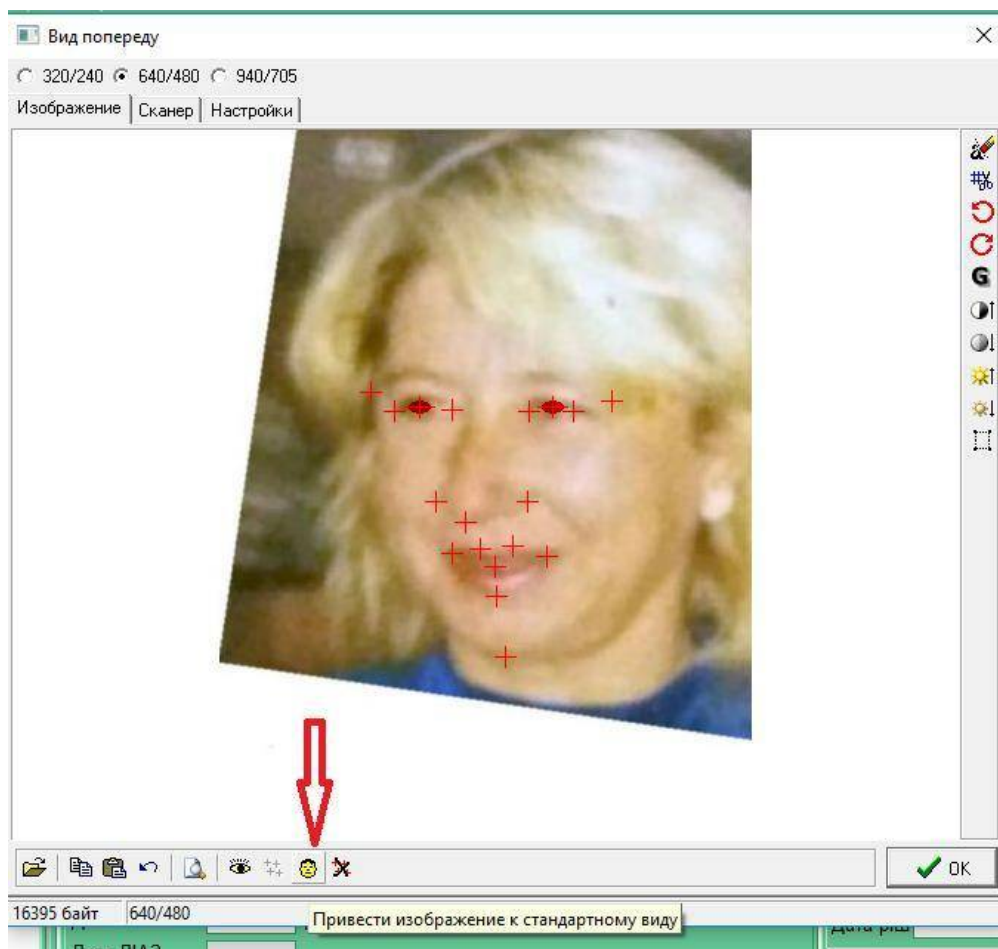 Вид попереду
320/240 640/480 940/705
Изображение Сканер Настройки
G
OK
16395 байт 640/480
Привести изображение к стандартному виду